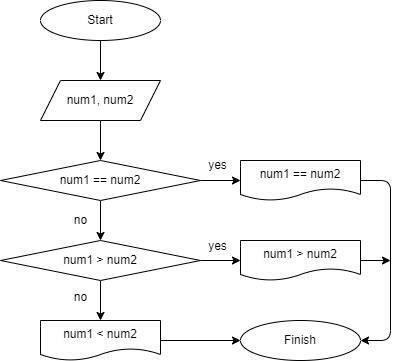 Start
num1, num2
num1 == num2
yes
num1 == num2
no
num1 > num2
yes
num1 > num2
no
num1 < num2
Finish